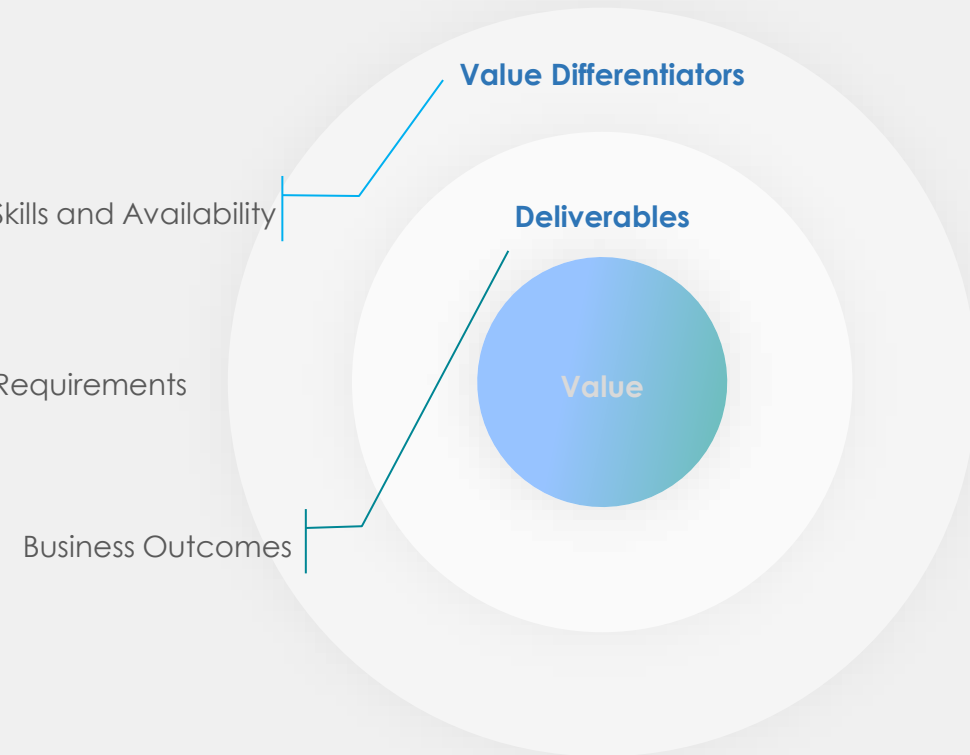 Value Differentiators
Skills and Availability
Deliverables
Requirements
Value
Business Outcomes